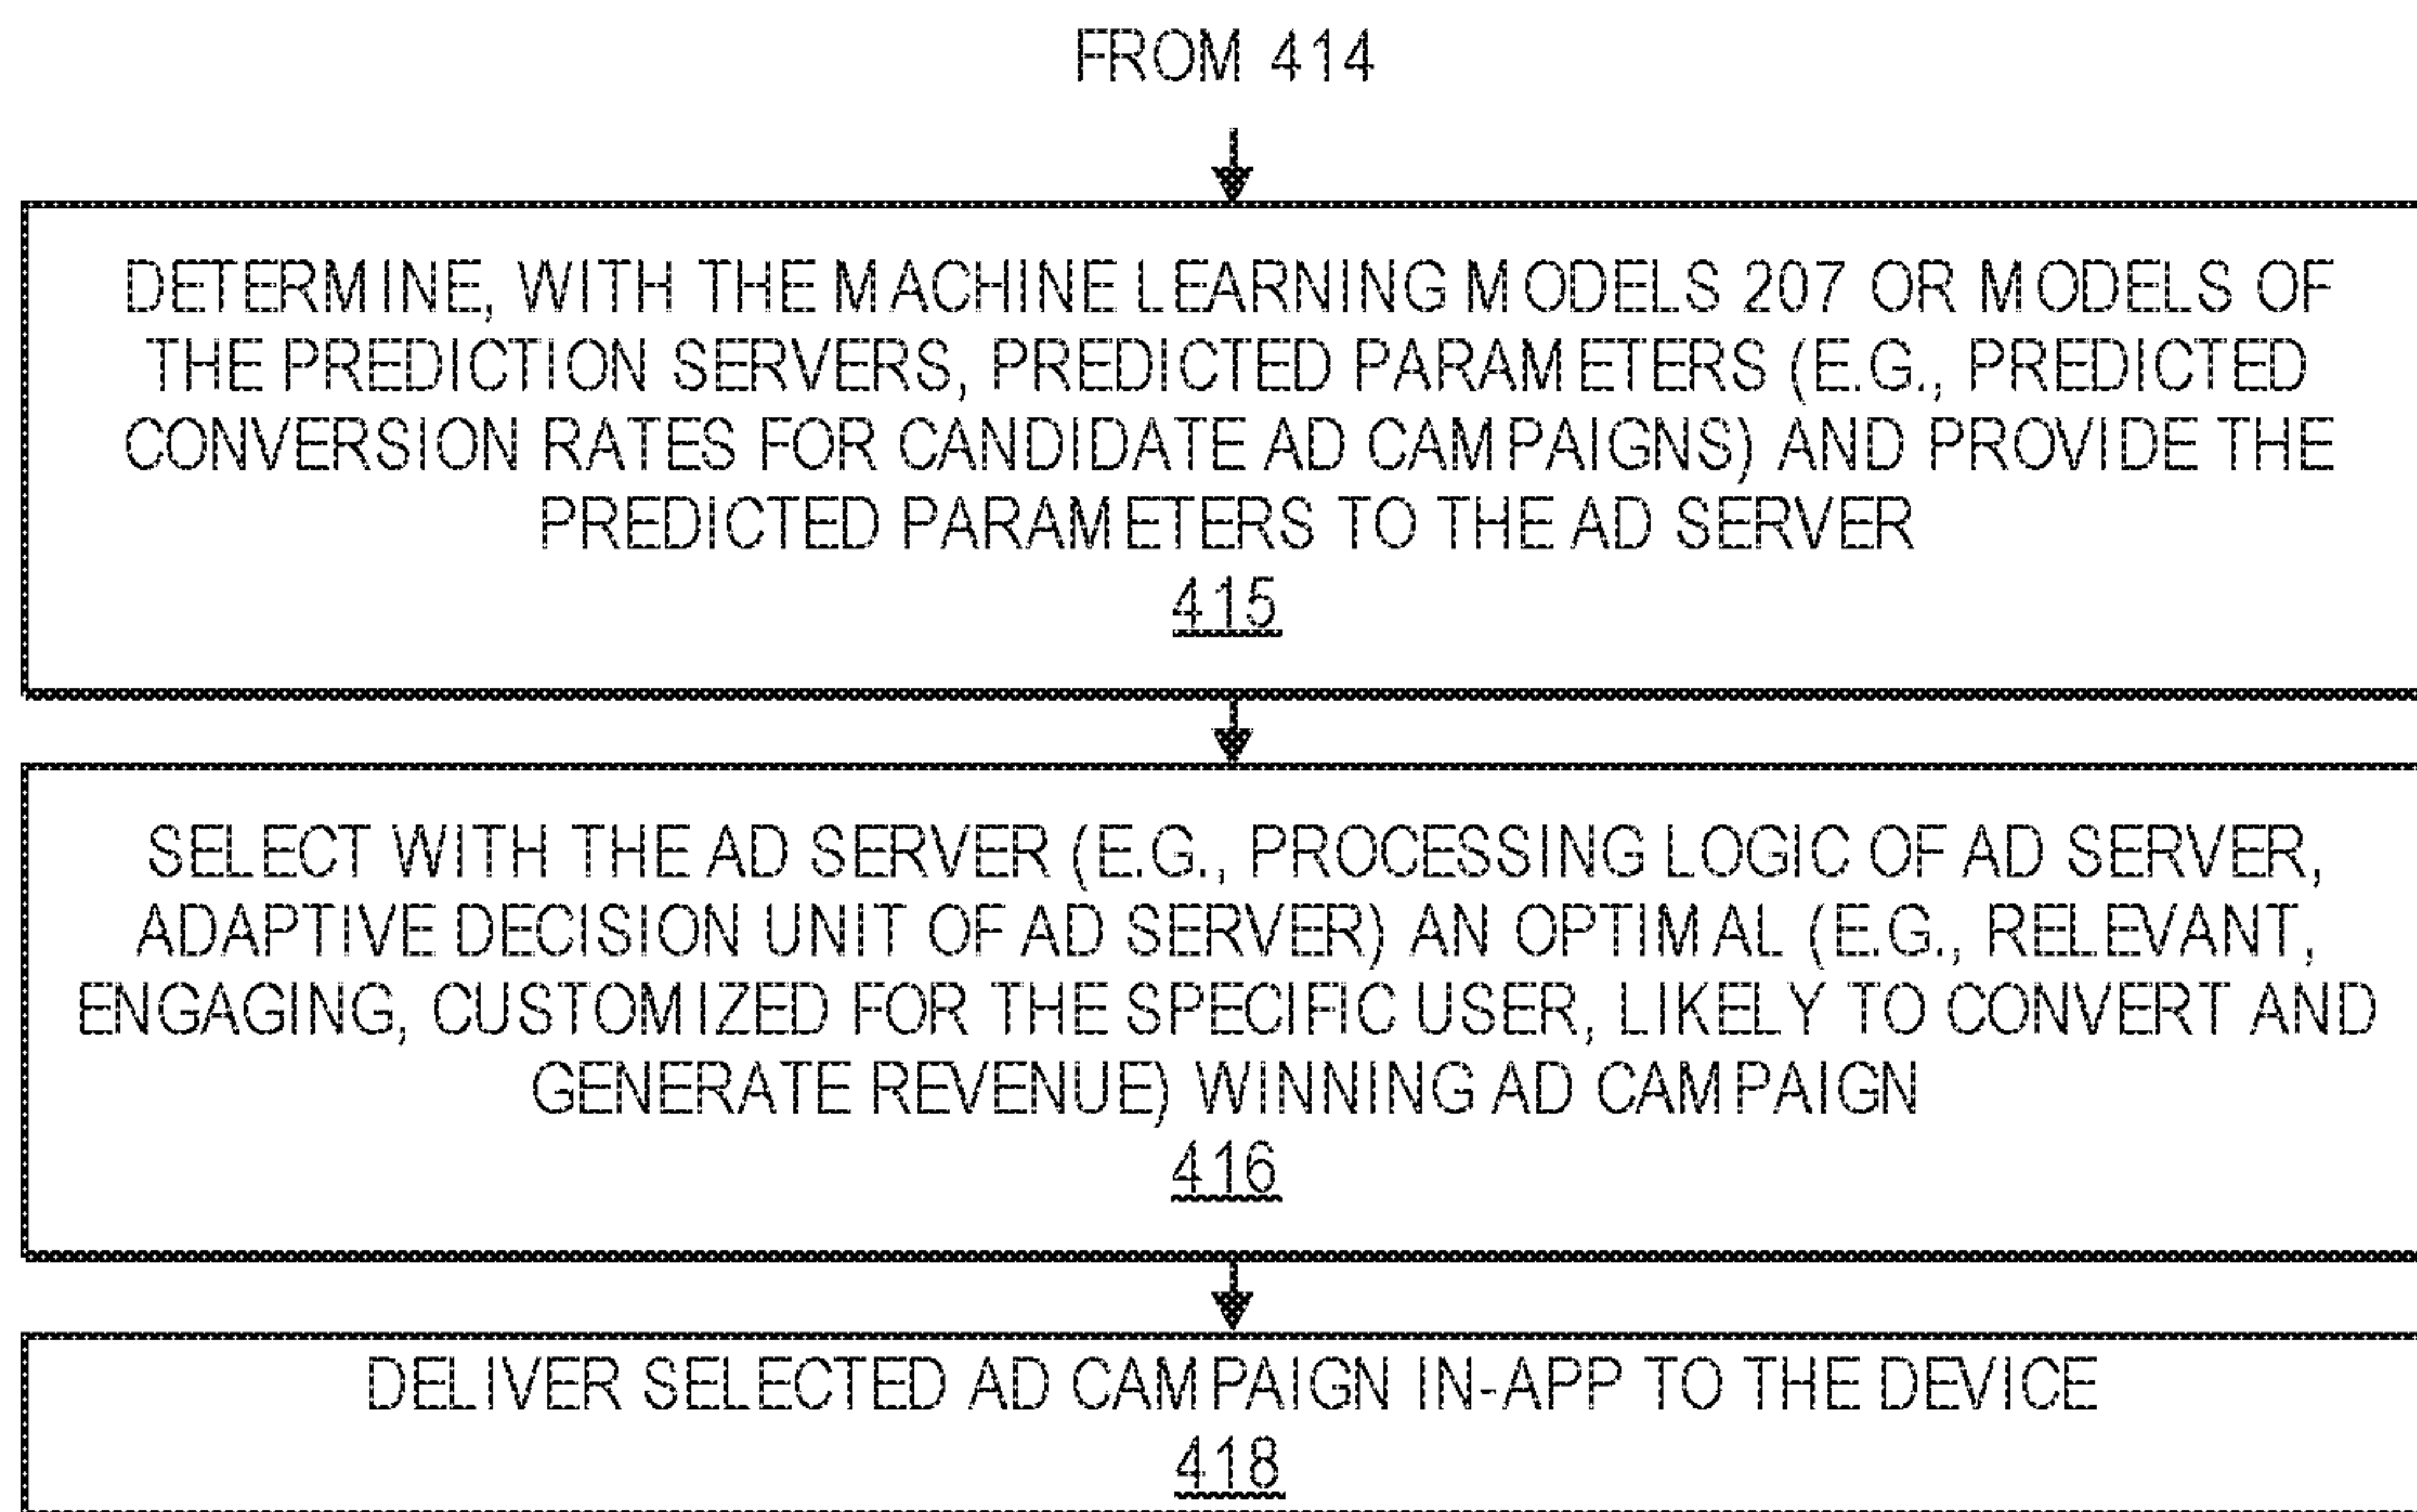 FROM 414
DETERMINE, WITH THE MACHINE LEARNING MODELS 207 OR MODELS OF
THE PREDICTION SERVERS, PREDICTED PARAMETERS (E.G., PREDICTED
CONVERSION RATES FOR CANDIDATE AD CAMPAIGNS) AND PROVIDE THE
PREDICTED PARAMETERS TO THE AD SERVER
415
SELECT WITH THE AD SERVER (E.G., PROCESSING LOGIC OF AD SERVER,
ADAPTIVE DECISION UNIT OF AD SERVER) AN OPTIMAL (E.G., RELEVANT,
ENGAGING, CUSTOMIZED FOR THE SPECIFIC USER, LIKELY TO CONVERT AND
GENERATE REVENUE) WINNING AD CAMPAIGN
416
DELIVER SELECTED AD CAMPAIGN IN-APP TO THE DEVICE
418